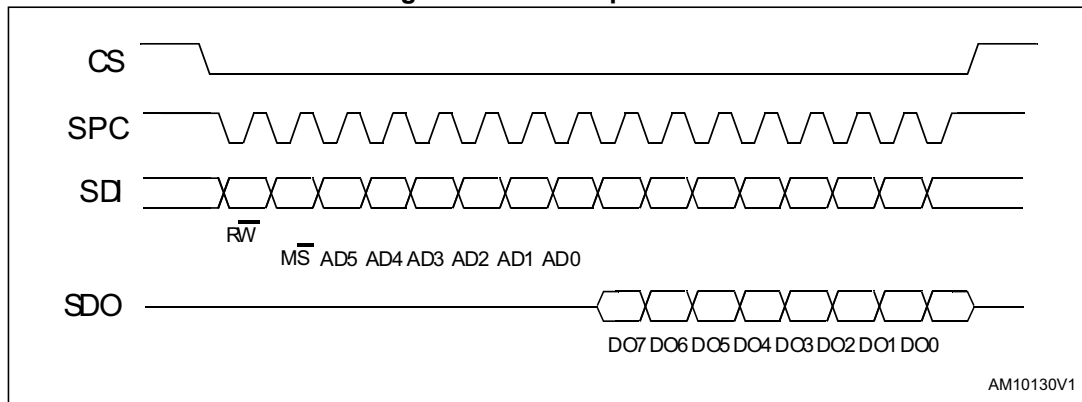 CS
SPC
SDI
RW
MS AD5 AD4 AD3 AD2 AD1 AD0
SDO
DO7 DO6 DO5 DO4 DO3 DO2 DO1 DO0
AM10130V1